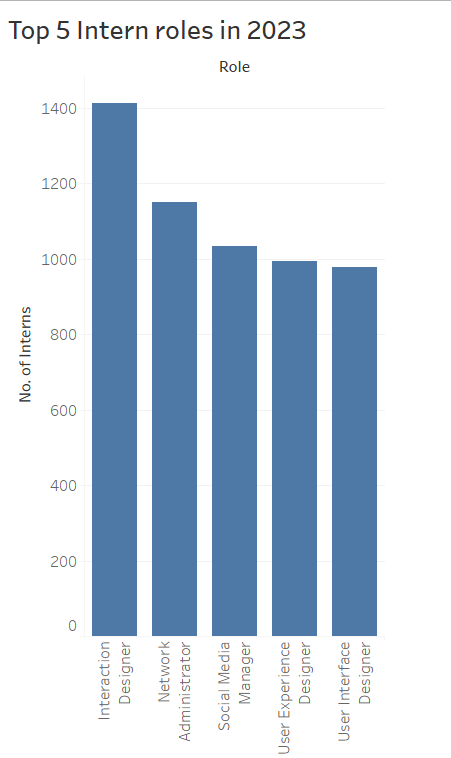 Top 5 Intern roles in 2023
Role
No. of Interns
1400
1200
1000
800
600
400
200
0
Interaction
Designer
Network
Administrator
Social Media
Manager
User Experience
Designer
User Interface
Designer